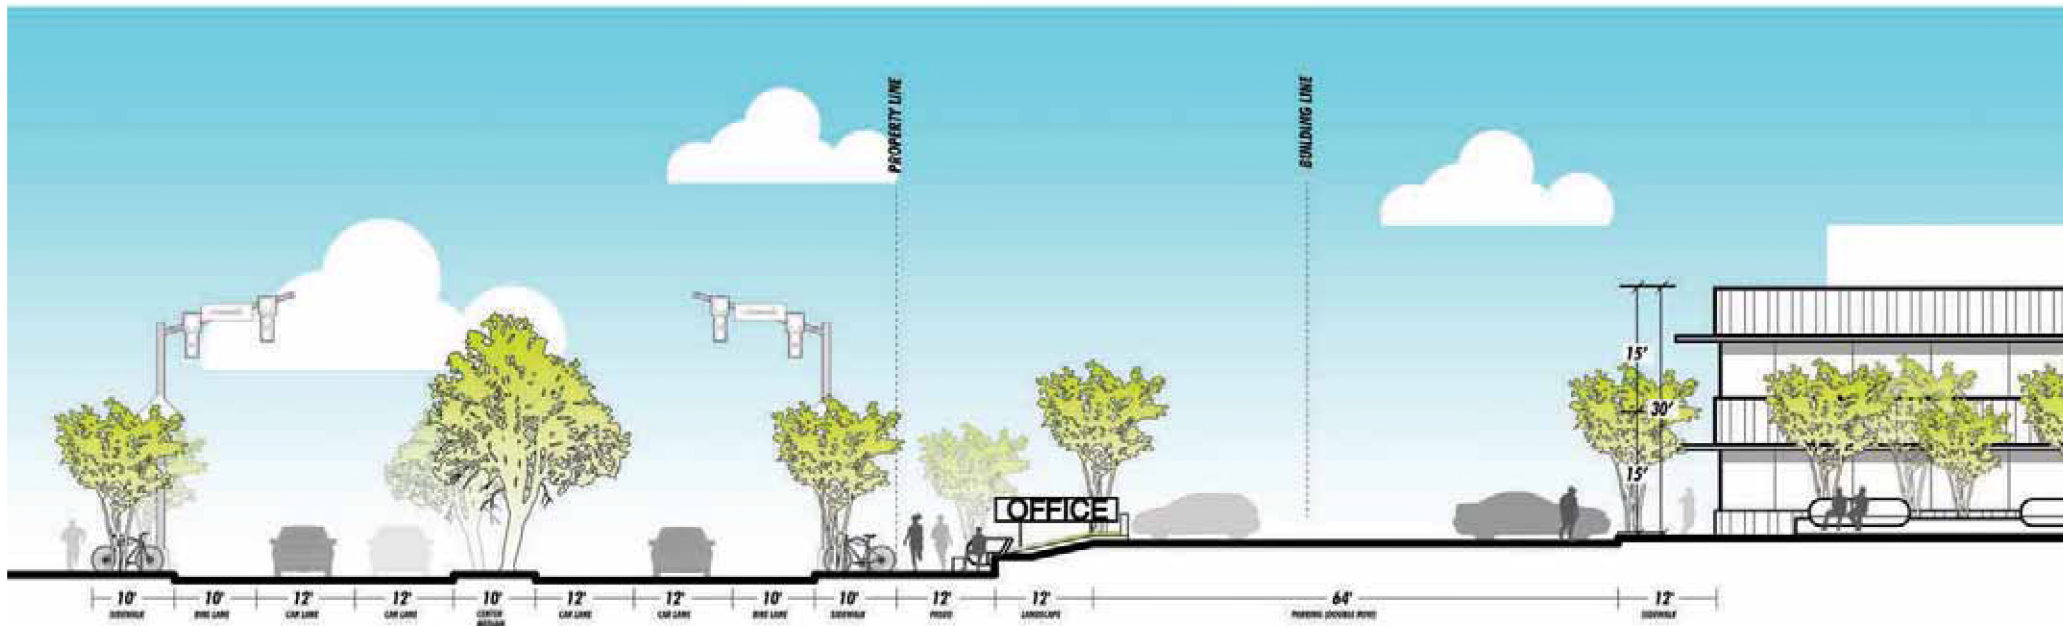 PROPERTY LINE
BUILDING LINE
15'
30'
15'
OFFICE
10' 10' 12' 12' 10' 12' 12' 10' 10' 12' 12' 64' 12'
SIDEWALK BIKE LANE CAR LANE CAR LANE CENTER MEDIAN CAR LANE CAR LANE BIKE LANE SIDEWALK LANDSCAPE PARKING (DOUBLE ROW) SIDEWALK